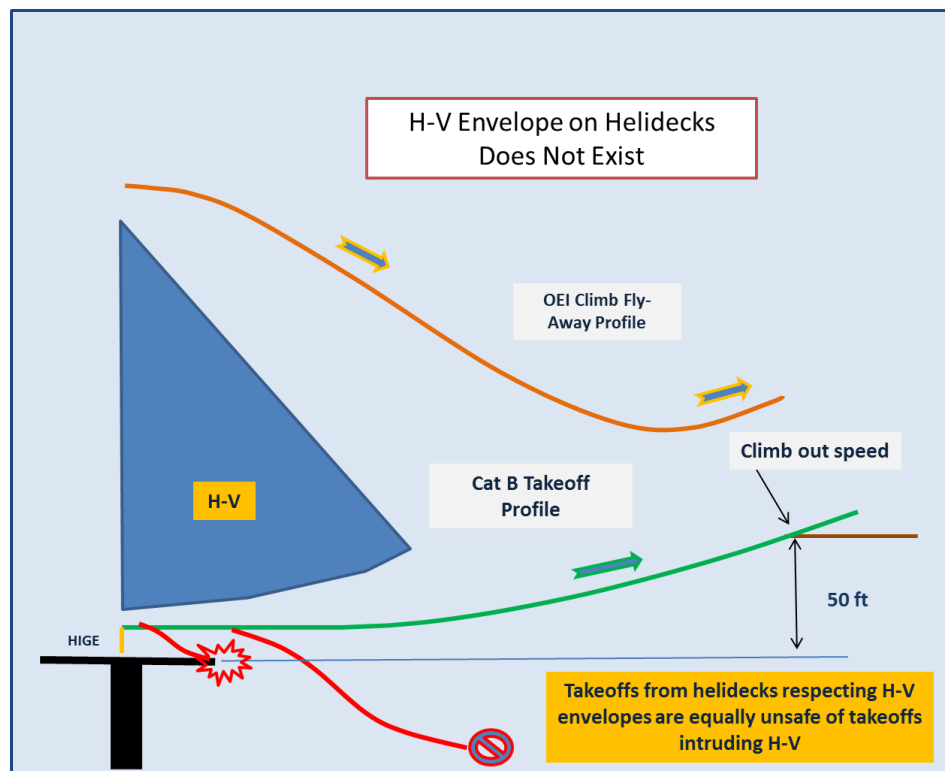 H-V Envelope on Helidecks
Does Not Exist
OEI Climb Fly-
Away Profile
Climb out speed
Cat B Takeoff
Profile
H-V
50 ft
HIGE
Takeoffs from helidecks respecting H-V
envelopes are equally unsafe of takeoffs
intruding H-V